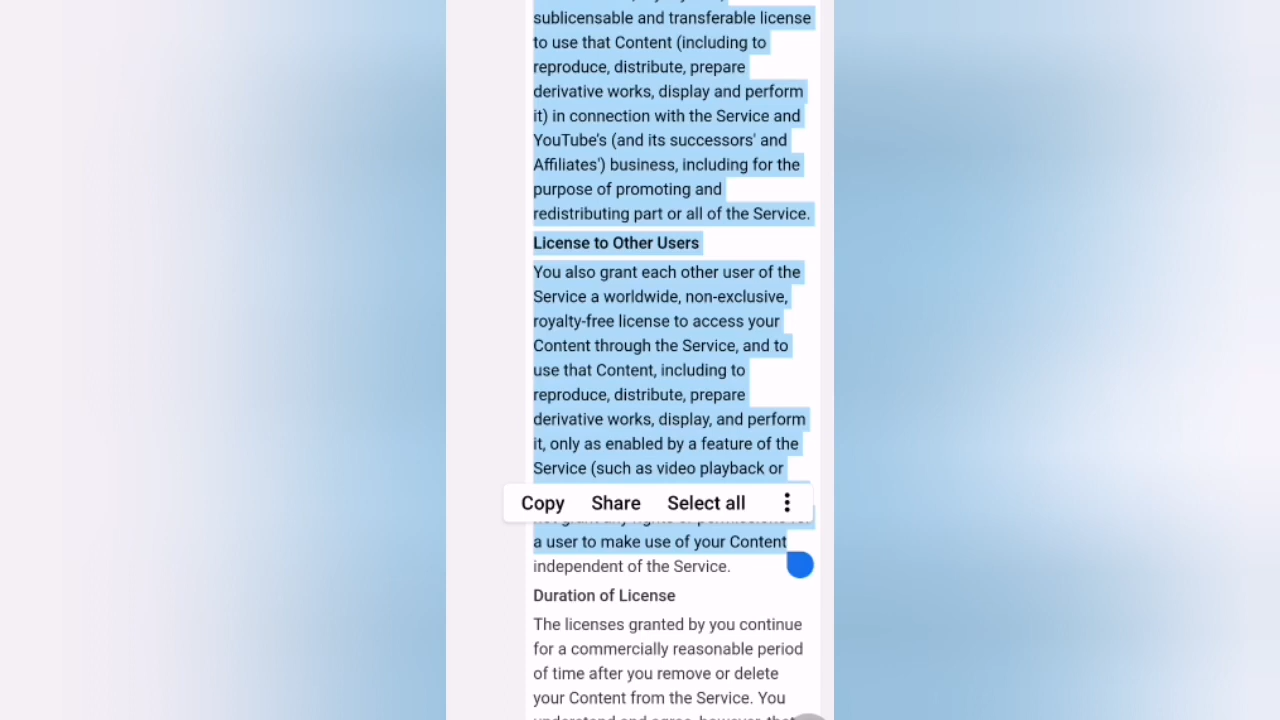 sublicensable and transferable license
to use that Content (including to
reproduce, distribute, prepare
derivative works, display and perform
it) in connection with the Service and
YouTube's (and its successors' and
Affiliates') business, including for the
purpose of promoting and
redistributing part or all of the Service.
License to Other Users
You also grant each other user of the
Service a worldwide, non-exclusive,
royalty-free license to access your
Content through the Service, and to
use that Content, including to
reproduce, distribute, prepare
derivative works, display, and perform
it, only as enabled by a feature of the
Service (such as video playback or
Copy Share Select all
a user to make use of your Content
independent of the Service.
Duration of License
The licenses granted by you continue
for a commercially reasonable period
of time after you remove or delete
your Content from the Service. You